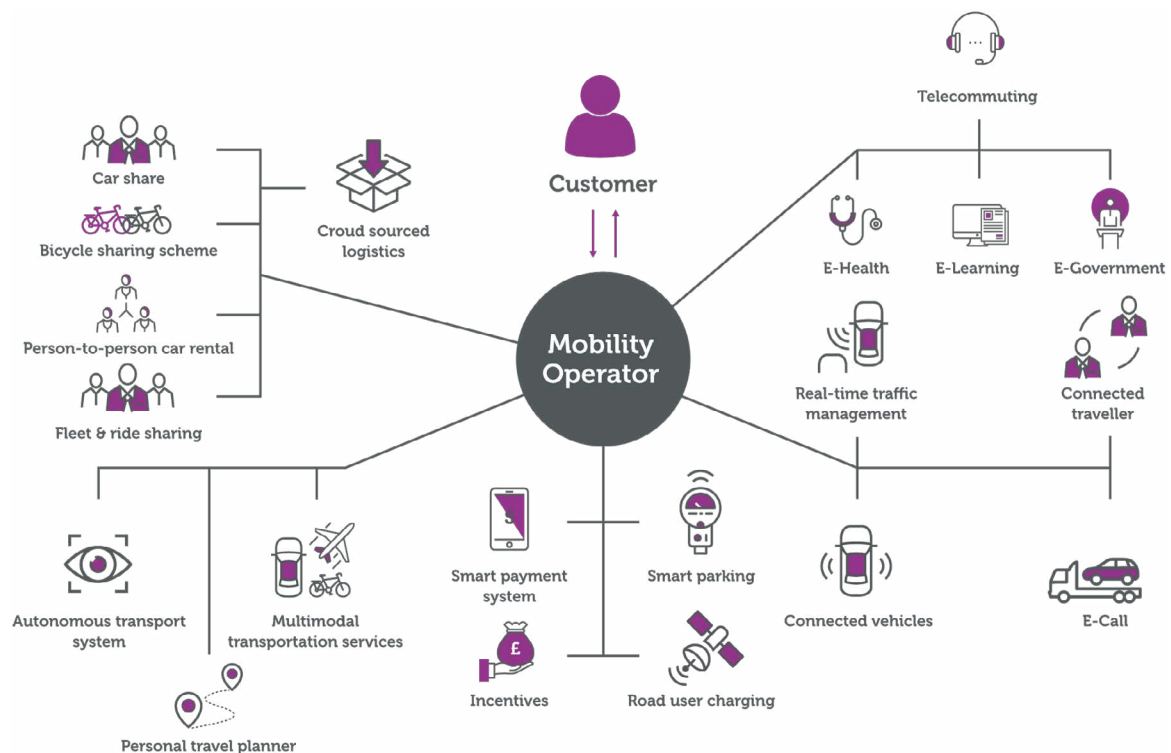 Telecommuting
Customer
Car share
Bicycle sharing scheme
Person-to-person car rental
Fleet & ride sharing
Croud sourced
logistics
E-Health
E-Learning
E-Government
Mobility
Operator
Real-time traffic
management
Connected
traveller
Autonomous transport
system
Multimodal
transportation services
Personal travel planner
$
Smart payment
system
Smart parking
£
Incentives
Road user charging
Connected vehicles
E-Call